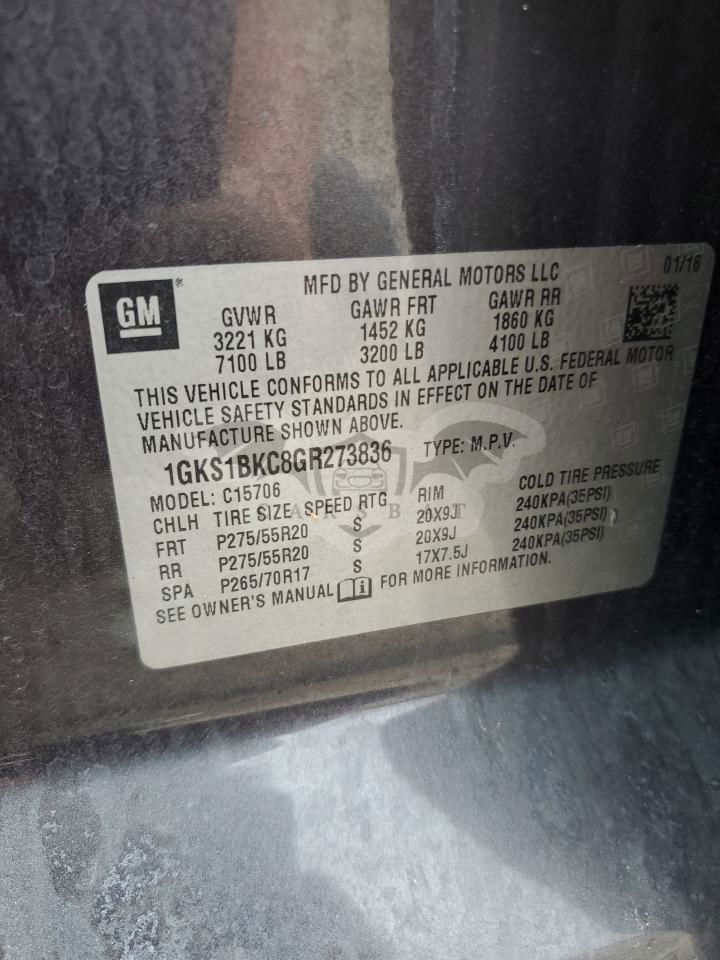 GM
MFD BY GENERAL MOTORS LLC 01/16
GVWR GAWR FRT GAWR RR
3221 KG 1452 KG 1860 KG
7100 LB 3200 LB 4100 LB
THIS VEHICLE CONFORMS TO ALL APPLICABLE U.S. FEDERAL MOTOR
VEHICLE SAFETY STANDARDS IN EFFECT ON THE DATE OF
MANUFACTURE SHOWN ABOVE.
1GKS1BKC8GR273836 TYPE: M.P.V.
MODEL: C15706
CHLH TIRE SIZE SPEED RTG RIM COLD TIRE PRESSURE
FRT P275/55R20 S 20X9J 240KPA(35PSI)
RR P275/55R20 S 20X9J 240KPA(35PSI)
SPA P265/70R17 S 17X7.5J 240KPA(35PSI)
SEE OWNER'S MANUAL FOR MORE INFORMATION.